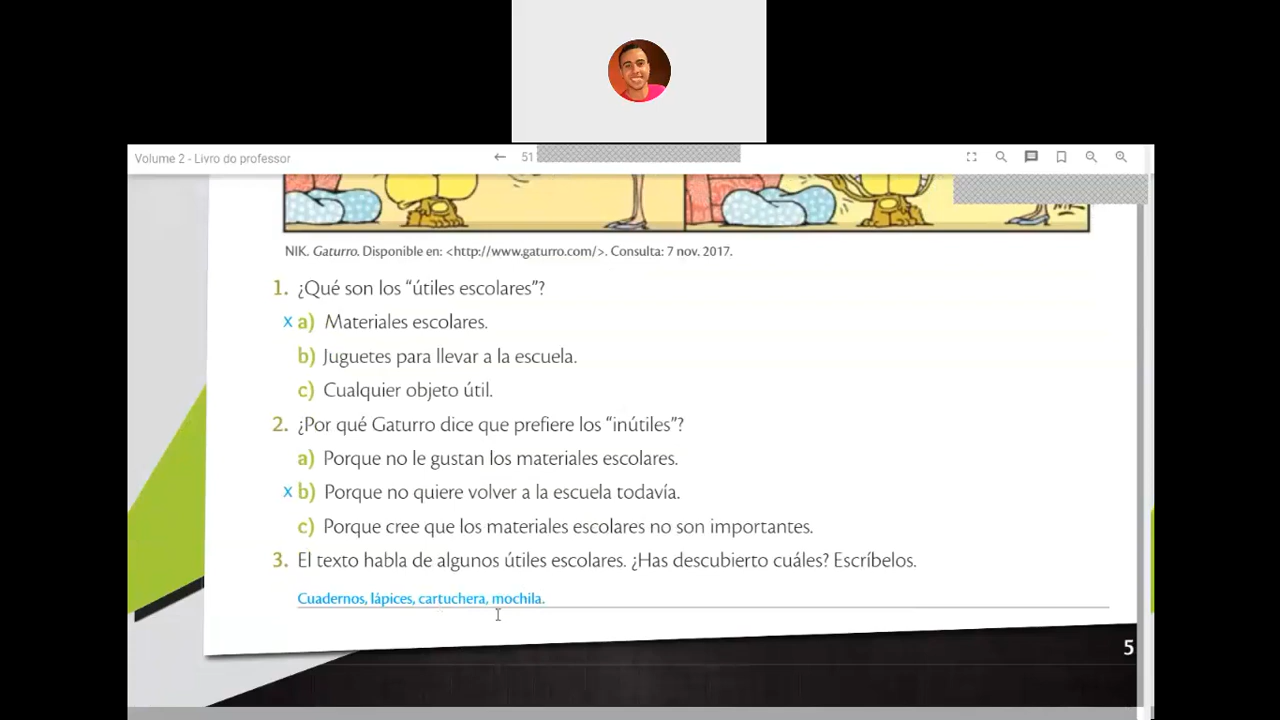 Volume 2 - Livro do professor
51
NIK
NIK. Gaturro. Disponible en: <http://www.gaturro.com/>. Consulta: 7 nov. 2017.
1. ¿Qué son los “útiles escolares”?
x a) Materiales escolares.
b) Juguetes para llevar a la escuela.
c) Cualquier objeto útil.
2. ¿Por qué Gaturro dice que prefiere los “inútiles”?
a) Porque no le gustan los materiales escolares.
x b) Porque no quiere volver a la escuela todavía.
c) Porque cree que los materiales escolares no son importantes.
3. El texto habla de algunos útiles escolares. ¿Has descubierto cuáles? Escríbelos.
Cuadernos, lápices, cartuchera, mochila.
5